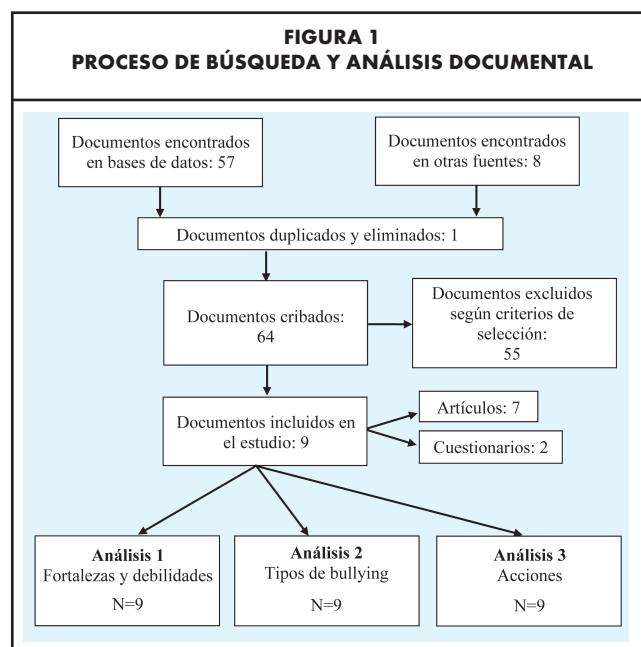 FIGURA 1
PROCESO DE BÚSQUEDA Y ANÁLISIS DOCUMENTAL
Documentos encontrados
en bases de datos: 57
Documentos encontrados
en otras fuentes: 8
Documentos duplicados y eliminados: 1
Documentos cribados:
64
Documentos excluidos
según criterios de
selección:
55
Documentos incluidos en
el estudio: 9
Artículos: 7
Cuestionarios: 2
Análisis 1
Fortalezas y debilidades
N=9
Análisis 2
Tipos de bullying
N=9
Análisis 3
Acciones
N=9